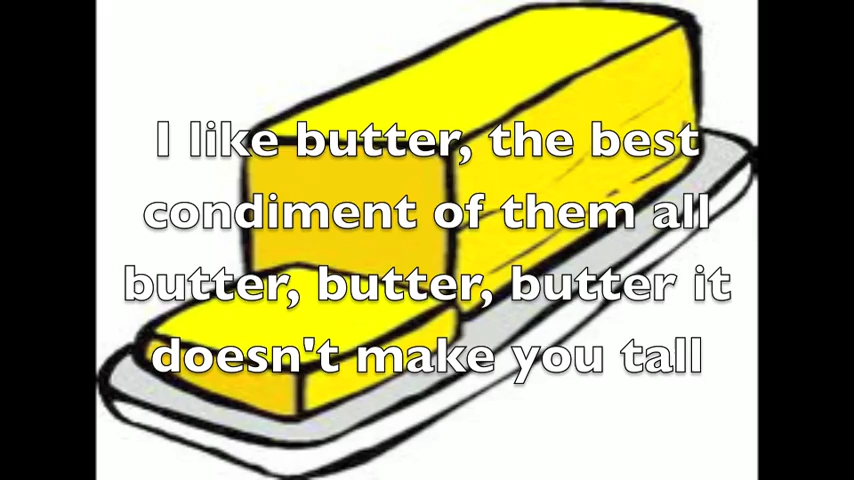 I like butter, the best
condiment of them all
butter, butter, butter it
doesn't make you tall